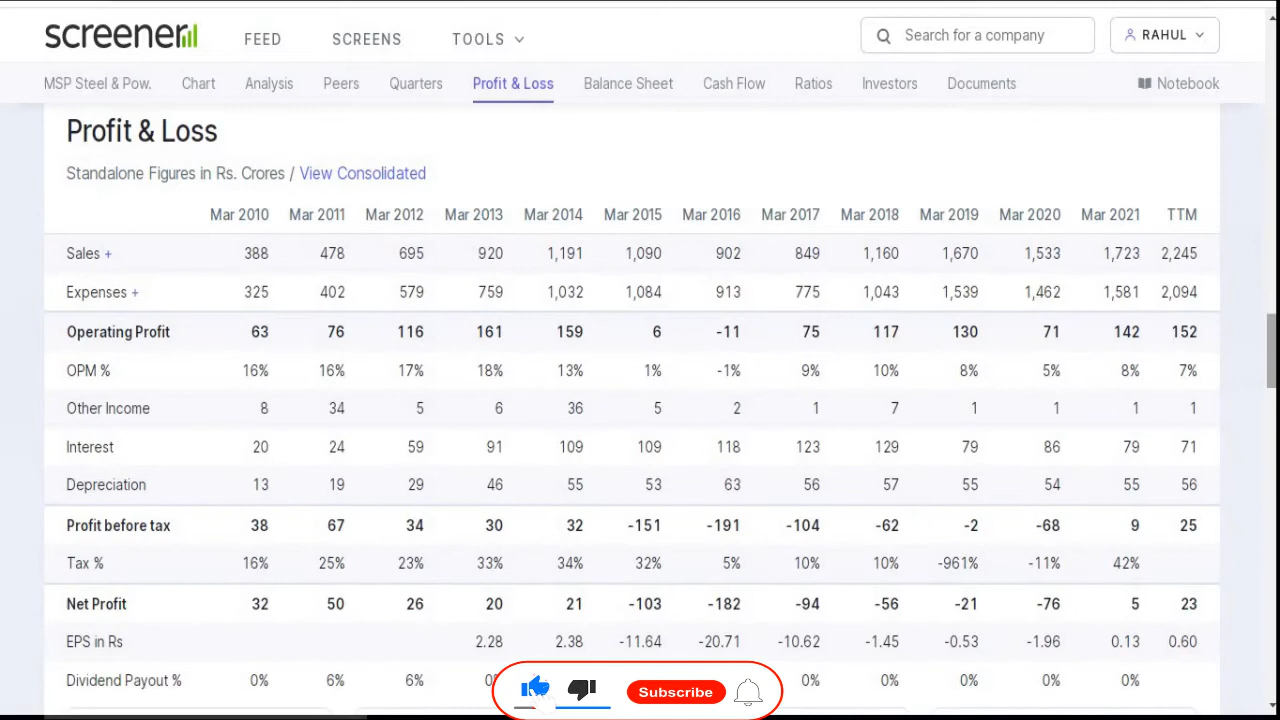 screener FEED SCREENS TOOLS Search for a company RAHUL
MSP Steel & Pow. Chart Analysis Peers Quarters Profit & Loss Balance Sheet Cash Flow Ratios Investors Documents Notebook
Profit & Loss
Standalone Figures in Rs. Crores / View Consolidated
Mar 2010 Mar 2011 Mar 2012 Mar 2013 Mar 2014 Mar 2015 Mar 2016 Mar 2017 Mar 2018 Mar 2019 Mar 2020 Mar 2021 TTM
Sales + 388 478 695 920 1,191 1,090 902 849 1,160 1,670 1,533 1,723 2,245
Expenses + 325 402 579 759 1,032 1,084 913 775 1,043 1,539 1,462 1,581 2,094
Operating Profit 63 76 116 161 159 6 -11 75 117 130 71 142 152
OPM % 16% 16% 17% 18% 13% 1% -1% 9% 10% 8% 5% 8% 7%
Other Income 8 34 5 6 36 5 2 1 7 1 1 1 1
Interest 20 24 59 91 109 109 118 123 129 79 86 79 71
Depreciation 13 19 29 46 55 53 63 56 57 55 54 55 56
Profit before tax 38 67 34 30 32 -151 -191 -104 -62 -2 -68 9 25
Tax % 16% 25% 23% 33% 34% 32% 5% 10% 10% -961% -11% 42%
Net Profit 32 50 26 20 21 -103 -182 -94 -56 -21 -76 5 23
EPS in Rs 2.28 2.38 -11.64 -20.71 -10.62 -1.45 -0.53 -1.96 0.13 0.60
Dividend Payout % 0% 6% 6% 0% 0% 0% 0% 0%
Subscribe